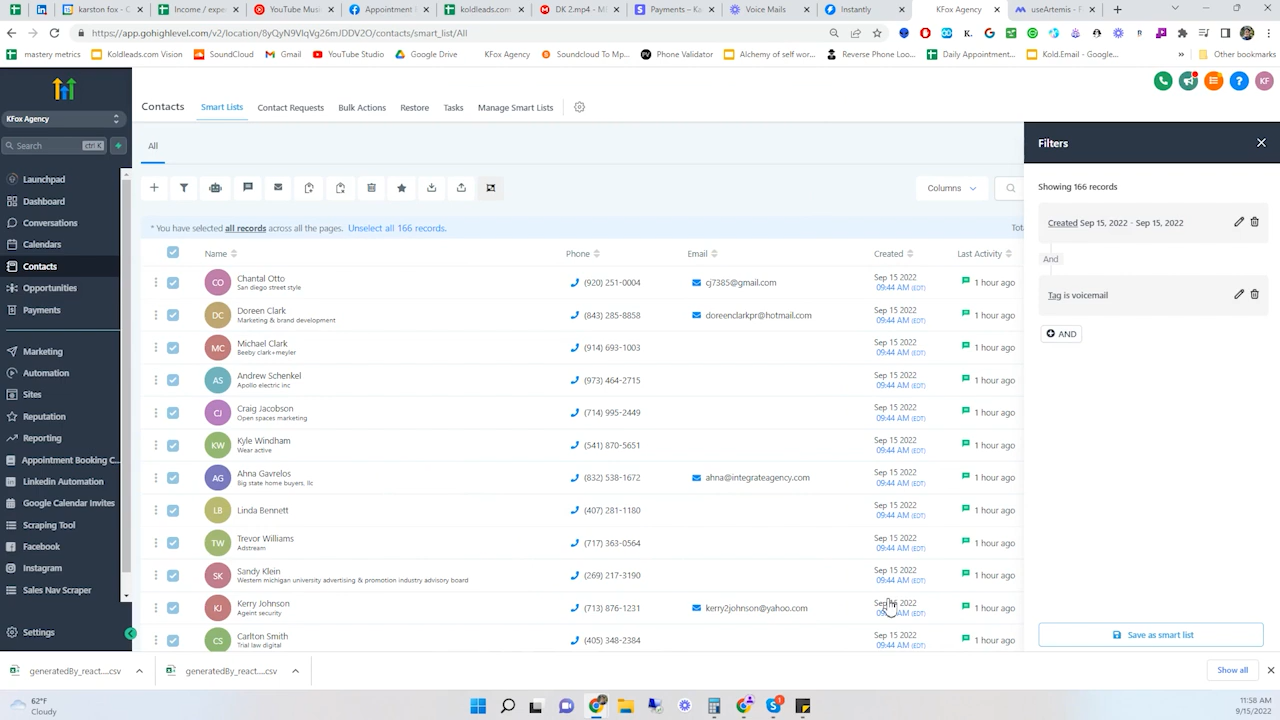 karston fox - C
Income / expe
YouTube Mus
Appointment
koldleads.com
DK 2.mp4 - M
Payments – Ka
Voice Mails
Instantly
KFox Agency
useArtemis - F
https://app.gohighlevel.com/v2/location/8yQyN9VIqVg26mJDDV2O/contacts/smart_list/All
mastery metrics
Koldleads.com Vision
SoundCloud
Gmail
YouTube Studio
Google Drive
KFox Agency
Soundcloud To Mp...
Phone Validator
Alchemy of self wor...
Reverse Phone Loo...
Daily Appointment...
Kold.Email - Google...
»
Other bookmarks
KF
Contacts
Smart Lists
Contact Requests
Bulk Actions
Restore
Tasks
Manage Smart Lists
KFox Agency
Search
ctrl K
Launchpad
Dashboard
Conversations
Calendars
Contacts
Opportunities
Payments
Marketing
Automation
Sites
Reputation
Reporting
Appointment Booking C...
Linkedin Automation
Google Calendar Invites
Scraping Tool
Facebook
Instagram
Sales Nav Scraper
Settings
All
Columns
* You have selected all records across all the pages. Unselect all 166 records.
Name
Phone
Email
Created
Last Activity
CO Chantal Otto
San diego street style
(920) 251-0004
cj7385@gmail.com
Sep 15 2022
09:44 AM (EDT)
1 hour ago
DC Doreen Clark
Marketing & brand development
(843) 285-8858
doreenclarkpr@hotmail.com
Sep 15 2022
09:44 AM (EDT)
1 hour ago
MC Michael Clark
Beeby clark+meyler
(914) 693-1003
Sep 15 2022
09:44 AM (EDT)
1 hour ago
AS Andrew Schenkel
Apollo electric inc
(973) 464-2715
Sep 15 2022
09:44 AM (EDT)
1 hour ago
CJ Craig Jacobson
Open spaces marketing
(714) 995-2449
Sep 15 2022
09:44 AM (EDT)
1 hour ago
KW Kyle Windham
Wear active
(541) 870-5651
Sep 15 2022
09:44 AM (EDT)
1 hour ago
AG Ahna Gavrelos
Big state home buyers, llc
(832) 538-1672
ahna@integrateagency.com
Sep 15 2022
09:44 AM (EDT)
1 hour ago
LB Linda Bennett
(407) 281-1180
Sep 15 2022
09:44 AM (EDT)
1 hour ago
TW Trevor Williams
Adstream
(717) 363-0564
Sep 15 2022
09:44 AM (EDT)
1 hour ago
SK Sandy Klein
Western michigan university advertising & promotion industry advisory board
(269) 217-3190
Sep 15 2022
09:44 AM (EDT)
1 hour ago
KJ Kerry Johnson
Ageint security
(713) 876-1231
kerry2johnson@yahoo.com
2022
AM (EDT)
1 hour ago
CS Carlton Smith
Trial law digital
(405) 348-2384
Sep 15 2022
09:44 AM (EDT)
1 hour ago
Filters
Showing 166 records
Created Sep 15, 2022 - Sep 15, 2022
And
Tag is voicemail
AND
Save as smart list
generatedBy_react....csv
generatedBy_react....csv
Show all
62°F
Cloudy
11:58 AM
9/15/2022